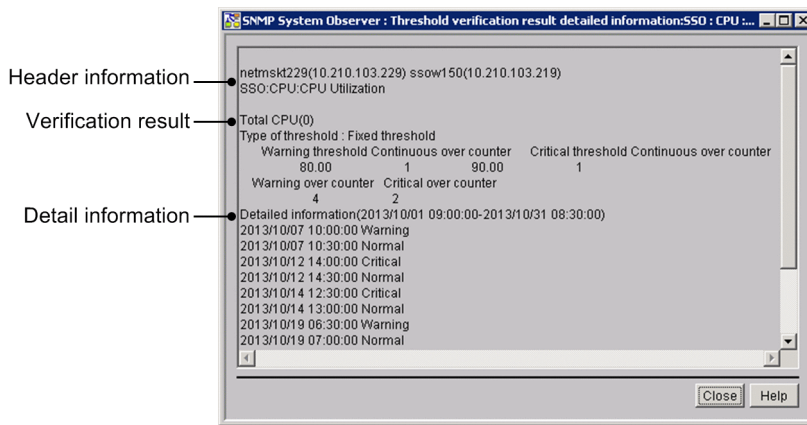 SNMP System Observer : Threshold verification result detailed information:SSO : CPU :...
Header information
netmskt229(10.210.103.229) ssow150(10.210.103.219)
SSO:CPU:CPU Utilization
Verification result
Total CPU(0)
Type of threshold : Fixed threshold
Warning threshold Continuous over counter Critical threshold Continuous over counter
80.00 1 90.00 1
Warning over counter Critical over counter
4 2
Detail information
Detailed information(2013/10/01 09:00:00-2013/10/31 08:30:00)
2013/10/07 10:00:00 Warning
2013/10/07 10:30:00 Normal
2013/10/12 14:00:00 Critical
2013/10/12 14:30:00 Normal
2013/10/14 12:30:00 Critical
2013/10/14 13:00:00 Normal
2013/10/19 06:30:00 Warning
2013/10/19 07:00:00 Normal
Close Help